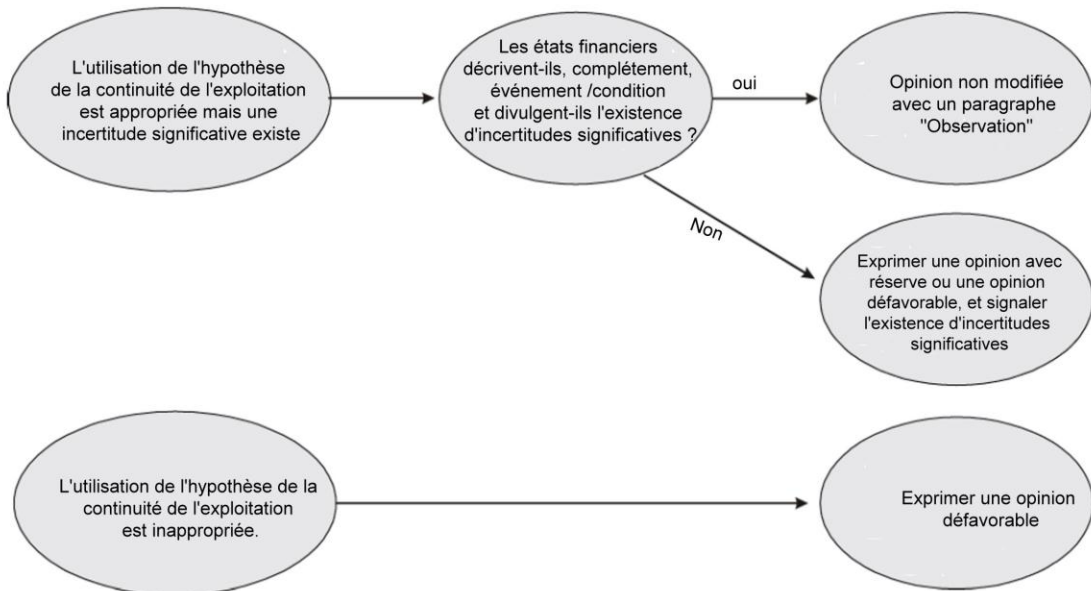 L'utilisation de l'hypothèse
de la continuité de l'exploitation
est appropriée mais une
incertitude significative existe
Les états financiers
décrivent-ils, complétement,
événement /condition
et divulgent-ils l'existence
d'incertitudes significatives ?
oui
Opinion non modifiée
avec un paragraphe
"Observation"
Non
Exprimer une opinion avec
réserve ou une opinion
défavorable, et signaler
l'existence d'incertitudes
significatives
L'utilisation de l'hypothèse de la
continuité de l'exploitation
est inappropriée.
Exprimer une opinion
défavorable